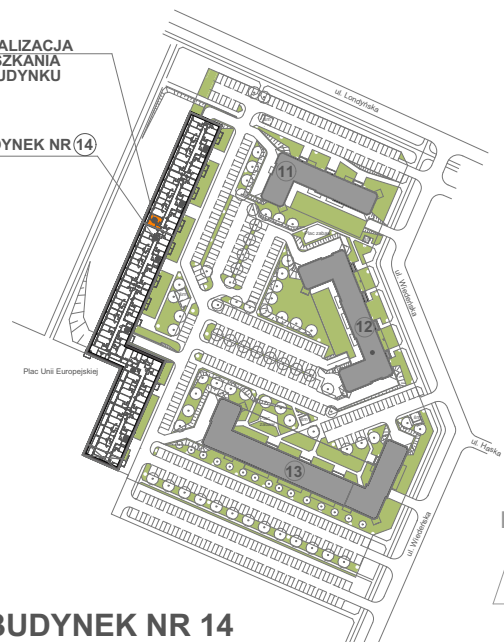 ALIZACJA
SZKANIA
UDYNKU
DYNEK NR 14
ul. Londyńska
11
ul. Wiedeńska
12
Plac Unii Europejskiej
ul. Hąska
13
ul. Wiedeńska
BUDYNEK NR 14